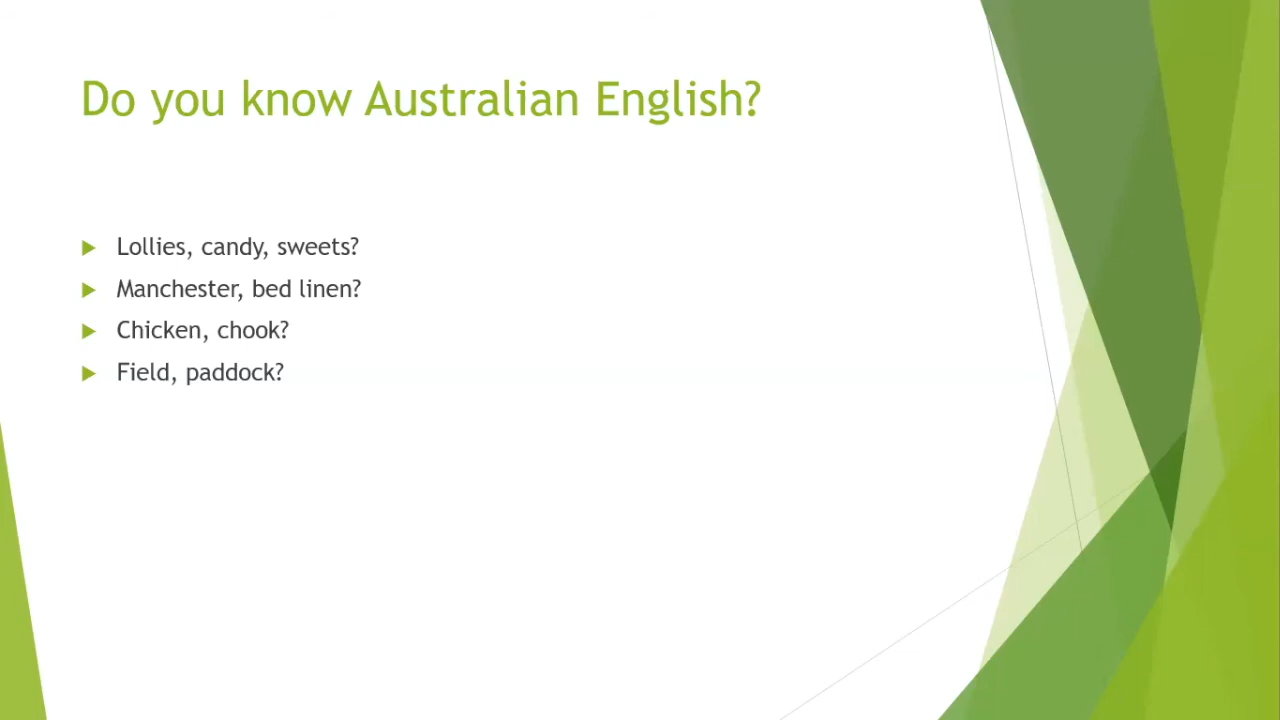 Do you know Australian English?
Lollies, candy, sweets?
Manchester, bed linen?
Chicken, chook?
Field, paddock?